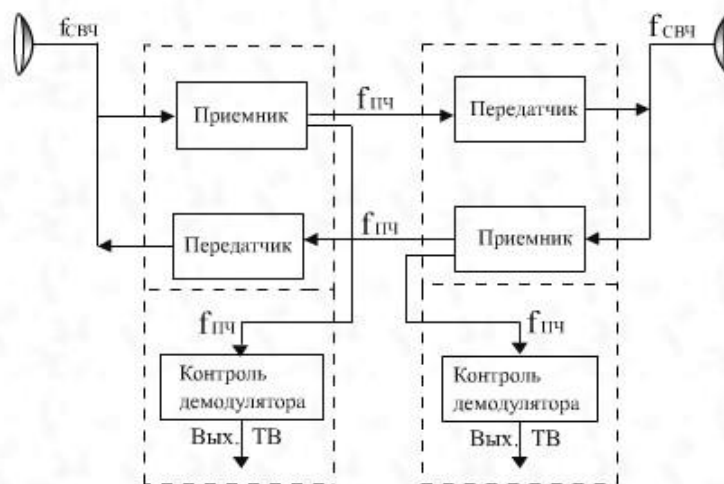 fСВЧ
fСВЧ
Приемник
fПЧ
Передатчик
Передатчик
fПЧ
Приемник
fПЧ
fПЧ
Контроль
демодулятора
Контроль
демодулятора
Вых. ТВ
Вых. ТВ